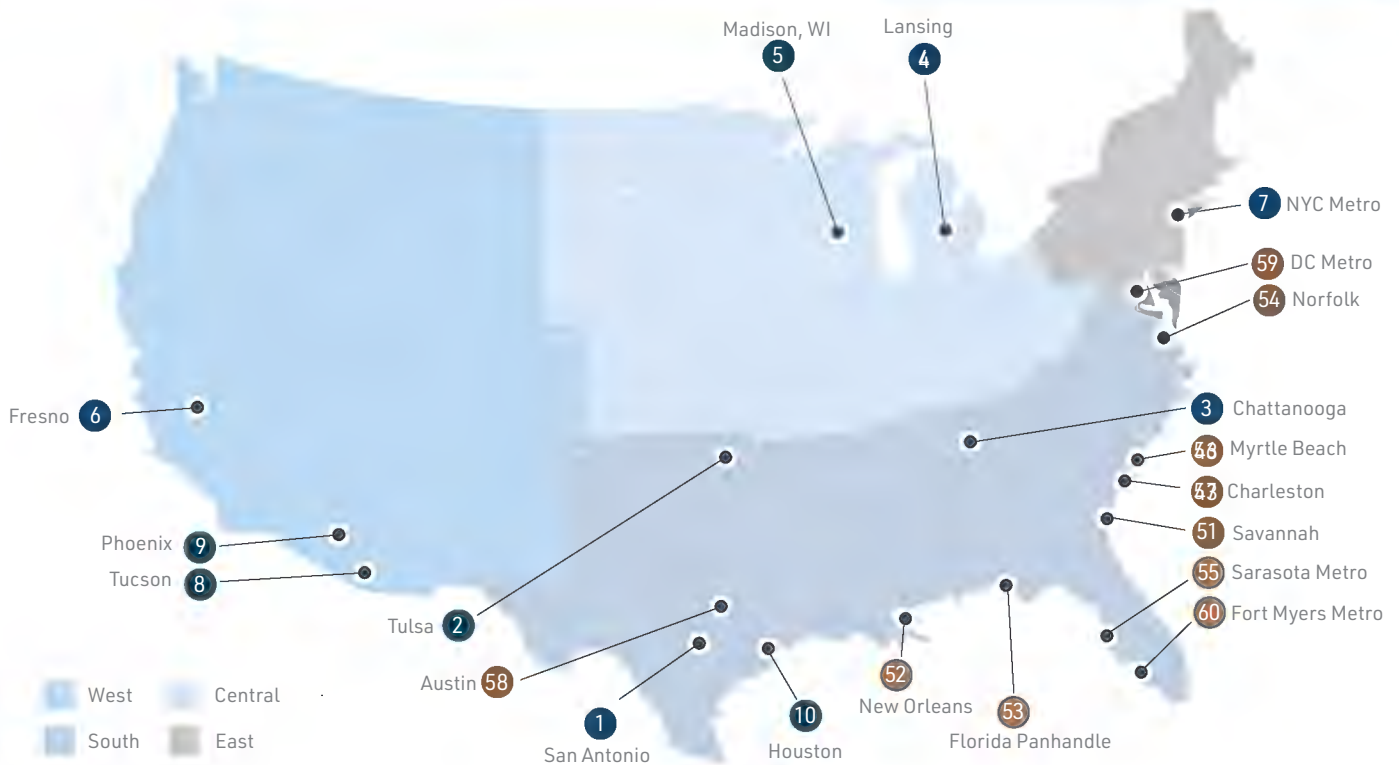 Madison, WI
5
Lansing
4
7 NYC Metro
59 DC Metro
54 Norfolk
Fresno 6
3 Chattanooga
Myrtle Beach
Charleston
51 Savannah
Phoenix 9
Tucson 8
55 Sarasota Metro
60 Fort Myers Metro
Tulsa 2
Austin 58
52
New Orleans
53
Florida Panhandle
1
San Antonio
10
Houston
West
Central
South
East